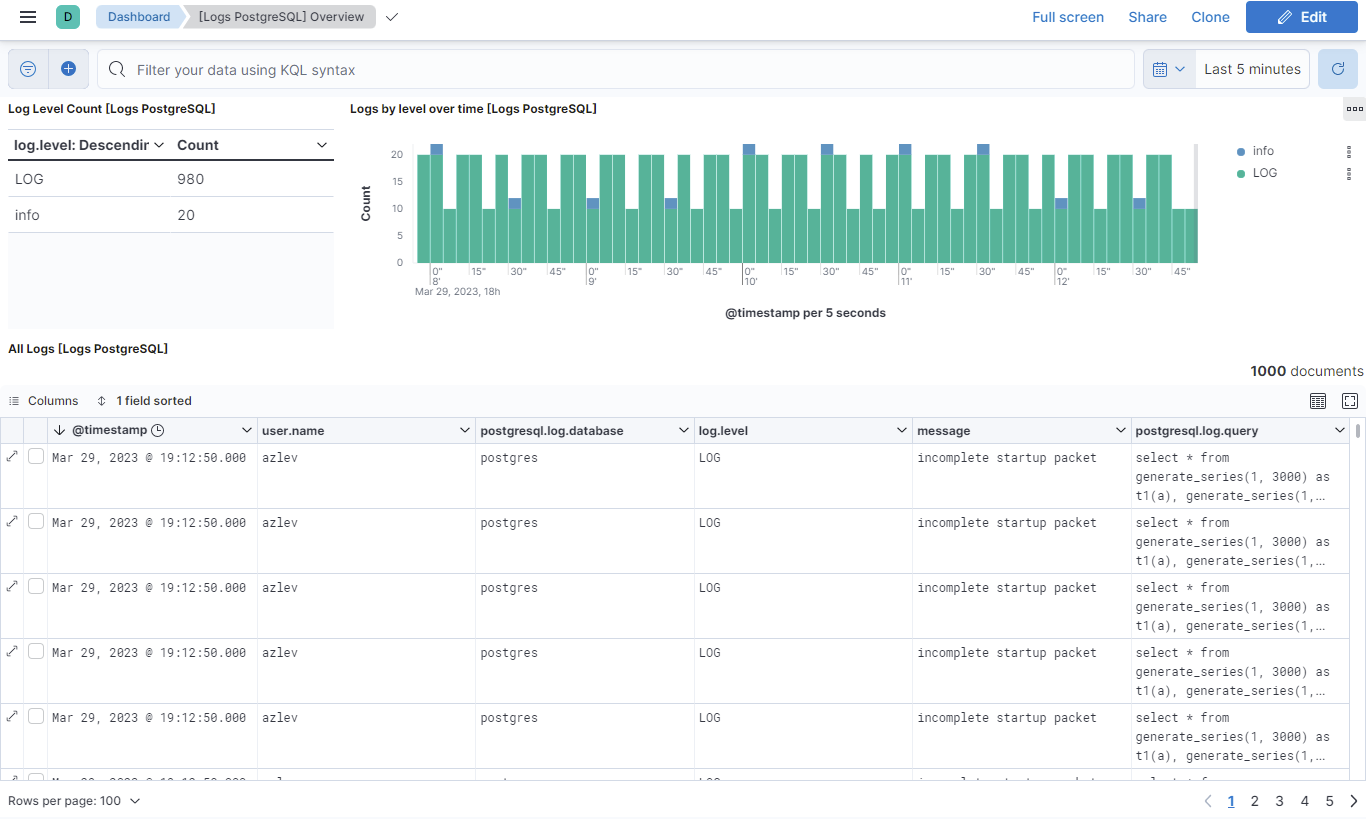 D Dashboard [Logs PostgreSQL] Overview Full screen Share Clone Edit
Filter your data using KQL syntax Last 5 minutes
Log Level Count [Logs PostgreSQL]
log.level: Descendir Count
LOG 980
info 20
Logs by level over time [Logs PostgreSQL]
Count
20
15
10
5
0
0" 15" 30" 45" 0" 15" 30" 45" 0" 15" 30" 45" 0" 15" 30" 45" 0" 15" 30" 45"
8' 9' 10' 11' 12'
Mar 29, 2023, 18h
@timestamp per 5 seconds
info
LOG
All Logs [Logs PostgreSQL]
1000 documents
Columns 1 field sorted
@timestamp user.name postgresql.log.database log.level message postgresql.log.query
Mar 29, 2023 @ 19:12:50.000 azlev postgres LOG incomplete startup packet select * from
generate_series(1, 3000) as
t1(a), generate_series(1,…
Mar 29, 2023 @ 19:12:50.000 azlev postgres LOG incomplete startup packet select * from
generate_series(1, 3000) as
t1(a), generate_series(1,…
Mar 29, 2023 @ 19:12:50.000 azlev postgres LOG incomplete startup packet select * from
generate_series(1, 3000) as
t1(a), generate_series(1,…
Mar 29, 2023 @ 19:12:50.000 azlev postgres LOG incomplete startup packet select * from
generate_series(1, 3000) as
t1(a), generate_series(1,…
Mar 29, 2023 @ 19:12:50.000 azlev postgres LOG incomplete startup packet select * from
generate_series(1, 3000) as
t1(a), generate_series(1,…
Rows per page: 100 1 2 3 4 5